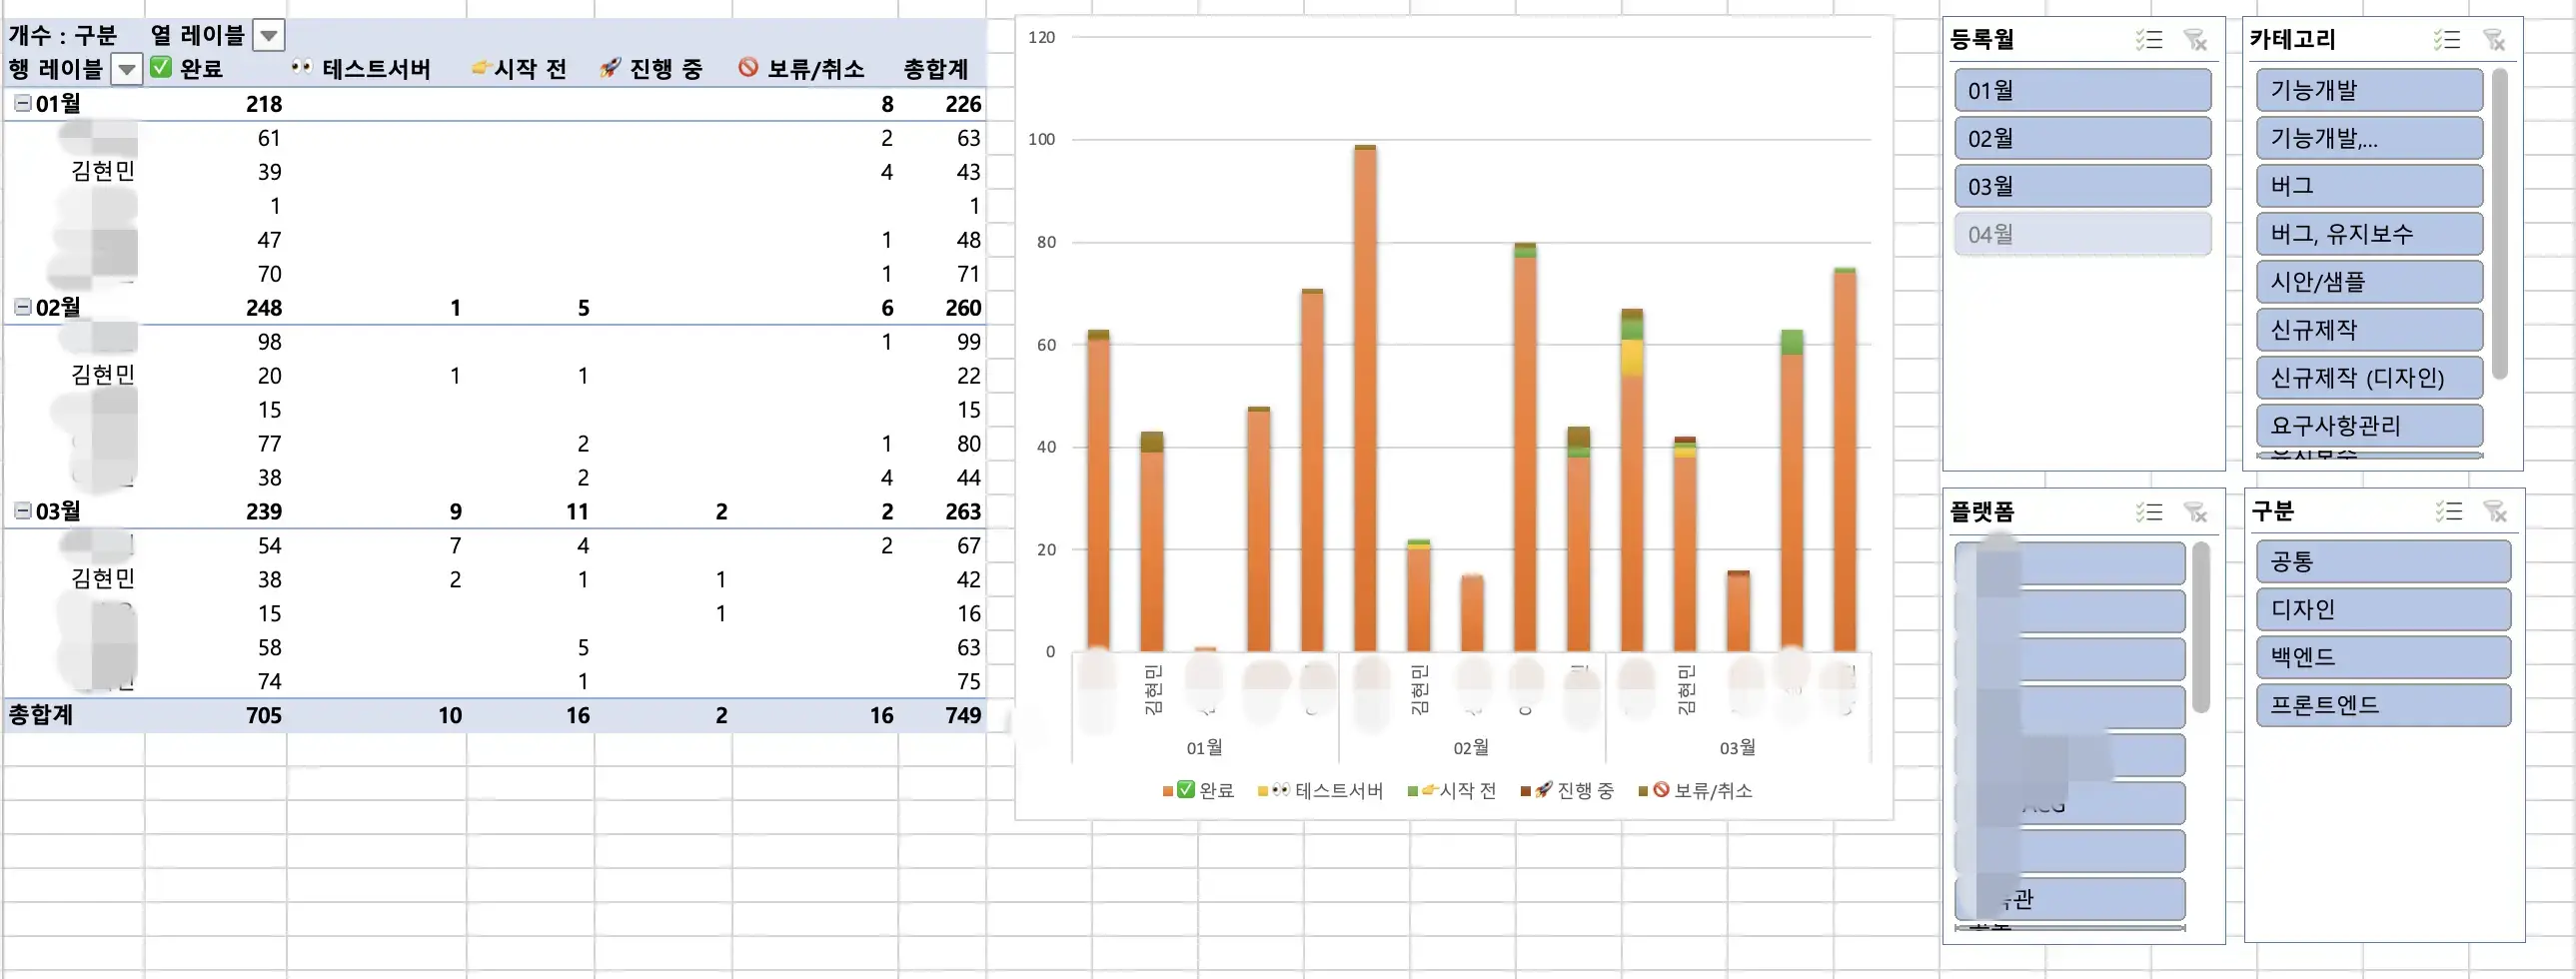 개수 : 구분 열 레이블
행 레이블 ✅ 완료 👀 테스트서버 👉시작 전 🚀 진행 중 🚫 보류/취소 총합계
01월 218 8 226
61 2 63
김현민 39 4 43
1 1
47 1 48
70 1 71
02월 248 1 5 6 260
98 1 99
김현민 20 1 1 22
15 15
77 2 1 80
38 2 4 44
03월 239 9 11 2 2 263
54 7 4 2 67
김현민 38 2 1 1 42
15 1 16
58 5 63
74 1 75
총합계 705 10 16 2 16 749
120
100
80
60
40
20
0
김현민 김현민 김현민
01월 02월 03월
✅ 완료 👀 테스트서버 👉시작 전 🚀 진행 중 🚫 보류/취소
등록월
01월
02월
03월
04월
카테고리
기능개발
기능개발,...
버그
버그, 유지보수
시안/샘플
신규제작
신규제작 (디자인)
요구사항관리
플랫폼
구분
공통
디자인
백엔드
프론트엔드